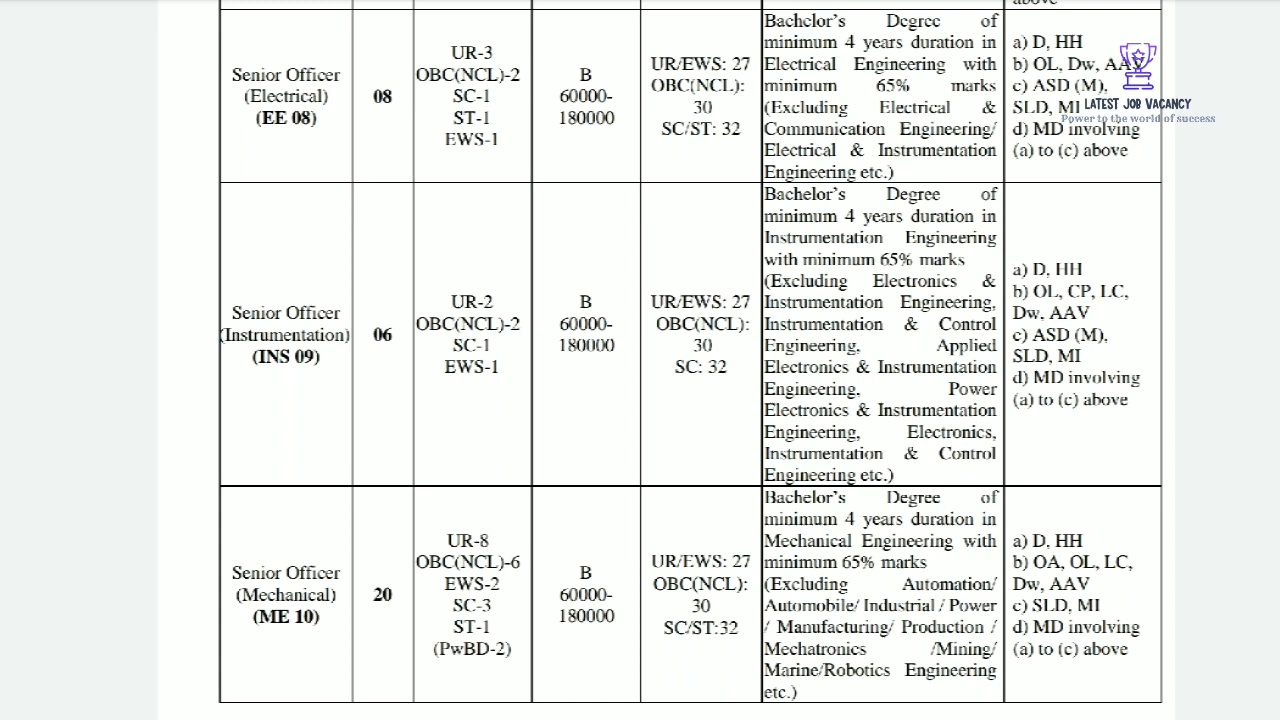 above
Senior Officer
(Electrical)
(EE 08)
08
UR-3
OBC(NCL)-2
SC-1
ST-1
EWS-1
B
60000-
180000
UR/EWS: 27
OBC(NCL):
30
SC/ST: 32
Bachelor's Degree of
minimum 4 years duration in
Electrical Engineering with
minimum 65% marks
(Excluding Electrical &
Communication Engineering/
Electrical & Instrumentation
Engineering etc.)
a) D, HH
b) OL, Dw, AAV,
c) ASD (M),
SLD, MI
d) MD involving
(a) to (c) above
LATEST JOB VACANCY
Power to the world of success
Senior Officer
(Instrumentation)
(INS 09)
06
UR-2
OBC(NCL)-2
SC-1
EWS-1
B
60000-
180000
UR/EWS: 27
OBC(NCL):
30
SC: 32
Bachelor's Degree of
minimum 4 years duration in
Instrumentation Engineering
with minimum 65% marks
(Excluding Electronics &
Instrumentation Engineering,
Instrumentation & Control
Engineering, Applied
Electronics & Instrumentation
Engineering, Power
Electronics & Instrumentation
Engineering, Electronics,
Instrumentation & Control
Engineering etc.)
a) D, HH
b) OL, CP, LC,
Dw, AAV
c) ASD (M),
SLD, MI
d) MD involving
(a) to (c) above
Senior Officer
(Mechanical)
(ME 10)
20
UR-8
OBC(NCL)-6
EWS-2
SC-3
ST-1
(PwBD-2)
B
60000-
180000
UR/EWS: 27
OBC(NCL):
30
SC/ST:32
Bachelor's Degree of
minimum 4 years duration in
Mechanical Engineering with
minimum 65% marks
(Excluding Automation/
Automobile/ Industrial / Power
/ Manufacturing/ Production /
Mechatronics /Mining/
Marine/Robotics Engineering
etc.)
a) D, HH
b) OA, OL, LC,
Dw, AAV
c) SLD, MI
d) MD involving
(a) to (c) above